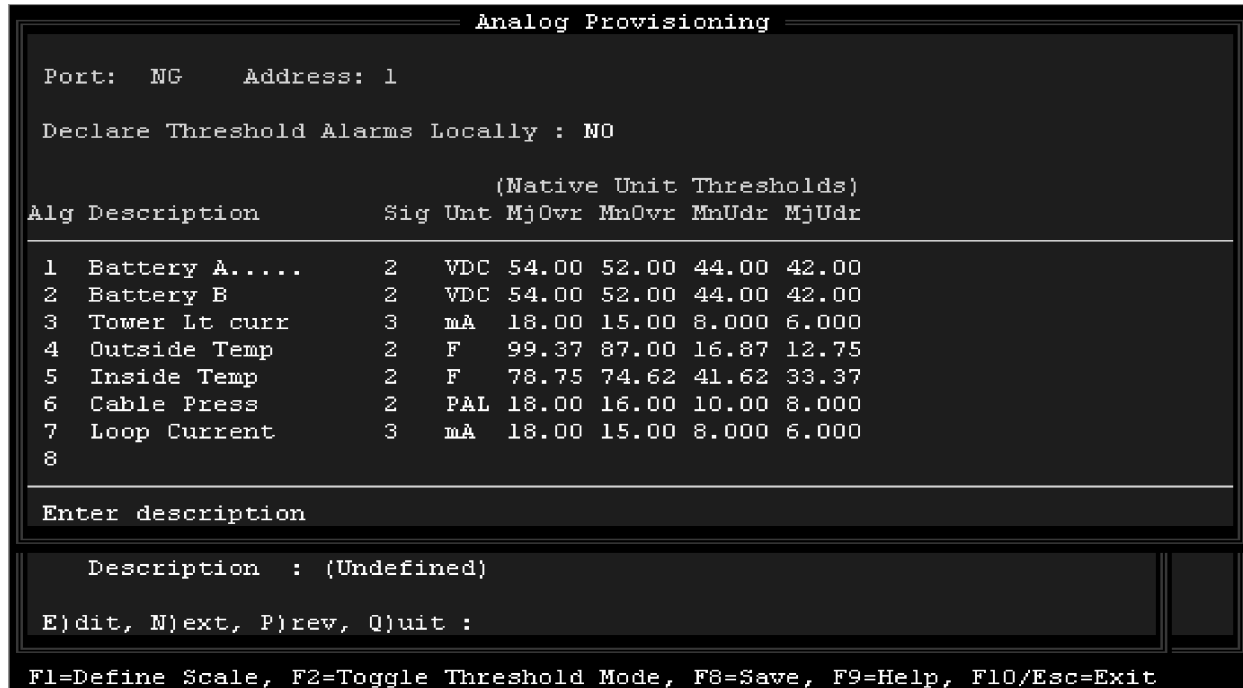 Analog Provisioning
Port: NG Address: 1
Declare Threshold Alarms Locally : NO
(Native Unit Thresholds)
Alg Description Sig Unt MjOvr MnOvr MnUdr MjUdr
1 Battery A..... 2 VDC 54.00 52.00 44.00 42.00
2 Battery B 2 VDC 54.00 52.00 44.00 42.00
3 Tower Lt curr 3 mA 18.00 15.00 8.000 6.000
4 Outside Temp 2 F 99.37 87.00 16.87 12.75
5 Inside Temp 2 F 78.75 74.62 41.62 33.37
6 Cable Press 2 PAL 18.00 16.00 10.00 8.000
7 Loop Current 3 mA 18.00 15.00 8.000 6.000
8
Enter description
Description : (Undefined)
E)dit, N)ext, P)rev, Q)uit :
F1=Define Scale, F2=Toggle Threshold Mode, F8=Save, F9=Help, F10/Esc=Exit